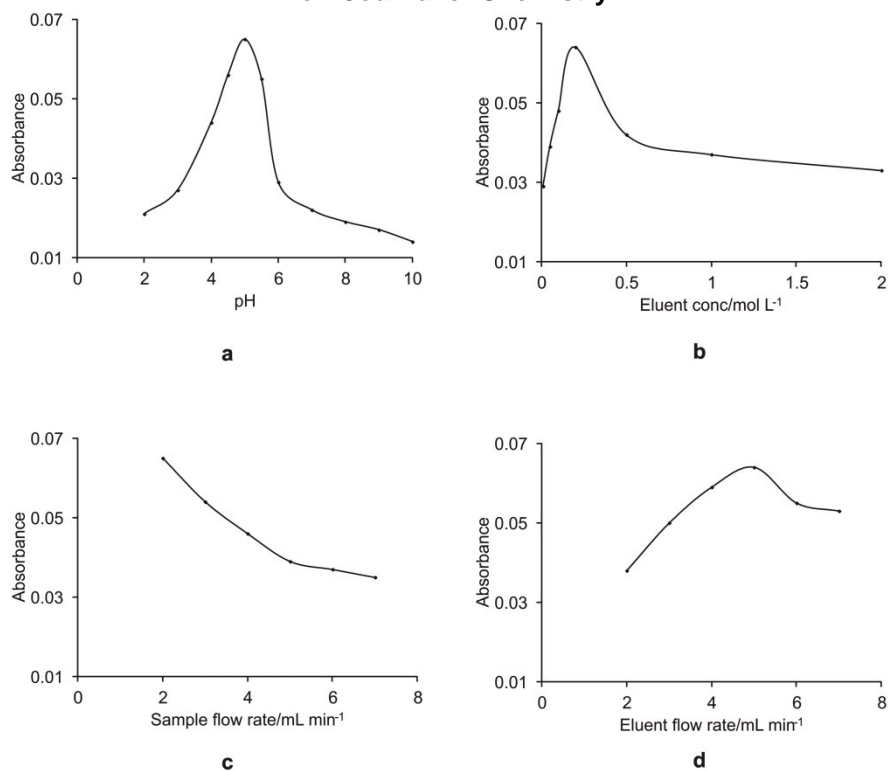 0.07
0.05
0.03
0.01
Absorbance
0 2 4 6 8 10
pH
a
0.07
0.05
0.03
0.01
Absorbance
0 0.5 1 1.5 2
Eluent conc/mol L⁻¹
b
0.07
0.05
0.03
0.01
Absorbance
0 2 4 6 8
Sample flow rate/mL min⁻¹
c
0.07
0.05
0.03
0.01
Absorbance
0 2 4 6 8
Eluent flow rate/mL min⁻¹
d